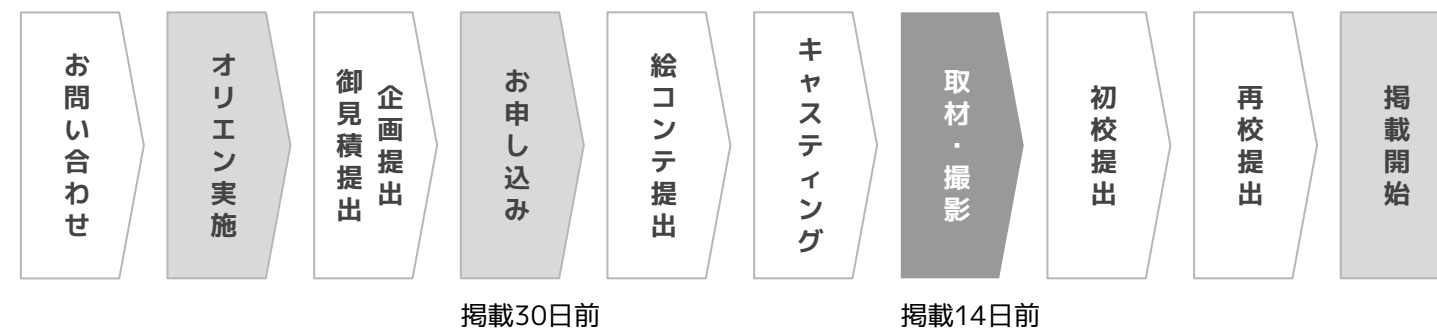 お問い合わせ
オリエン実施
企画提出
御見積提出
お申し込み
絵コンテ提出
キャスティング
取材・撮影
初校提出
再校提出
掲載開始
掲載30日前
掲載14日前